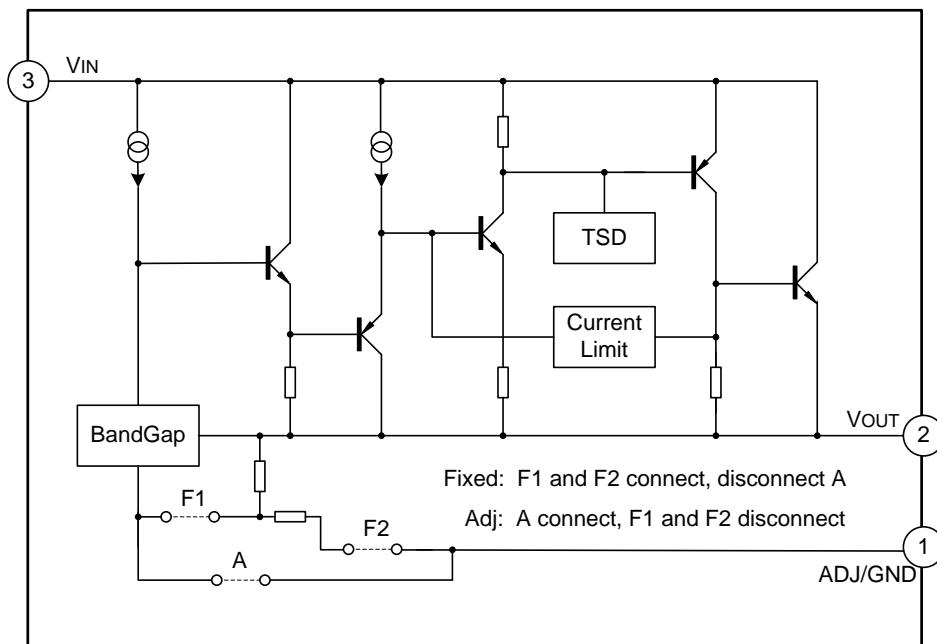 3
VIN
TSD
Current
Limit
VOUT
2
BandGap
Fixed: F1 and F2 connect, disconnect A
F1
Adj: A connect, F1 and F2 disconnect
F2
1
A
ADJ/GND